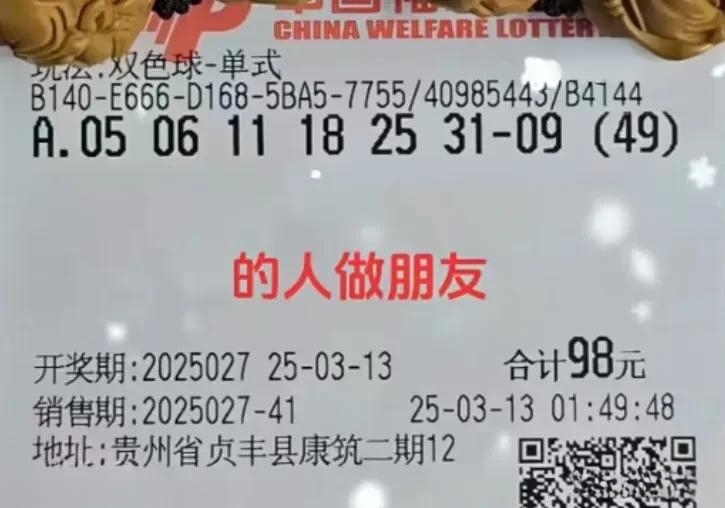 CHINA WELFARE LOTTERY
玩法:双色球-单式
B140-E666-D168-5BA5-7755/40985443/B4144
A.05 06 11 18 25 31-09 (49)
的人做朋友
开奖期:2025027 25-03-13 合计98元
销售期:2025027-41 25-03-13 01:49:48
地址:贵州省贞丰县康筑二期12